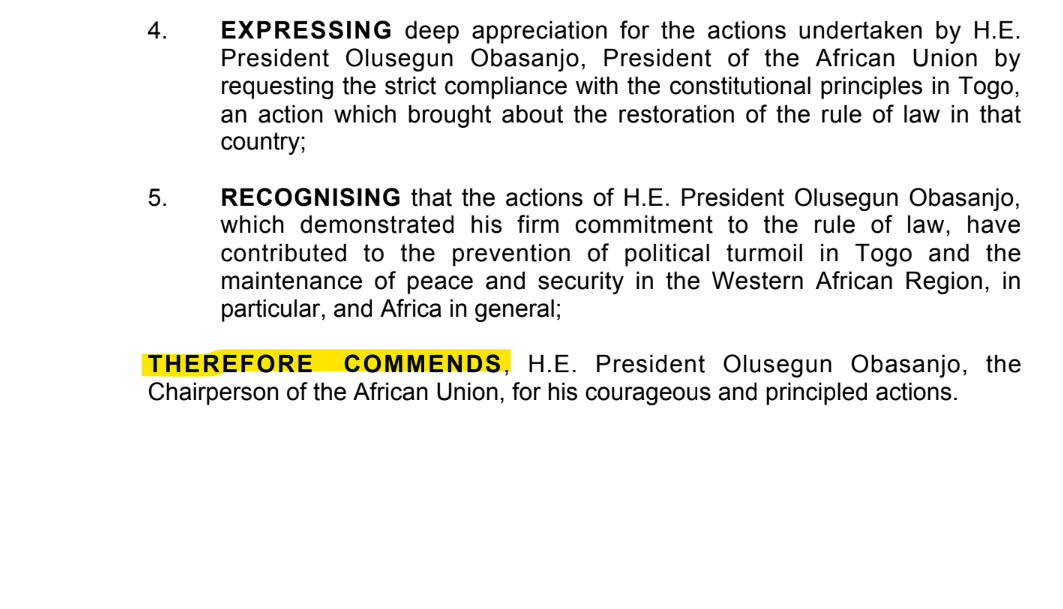 4. EXPRESSING deep appreciation for the actions undertaken by H.E.
President Olusegun Obasanjo, President of the African Union by
requesting the strict compliance with the constitutional principles in Togo,
an action which brought about the restoration of the rule of law in that
country;
5. RECOGNISING that the actions of H.E. President Olusegun Obasanjo,
which demonstrated his firm commitment to the rule of law, have
contributed to the prevention of political turmoil in Togo and the
maintenance of peace and security in the Western African Region, in
particular, and Africa in general;
THEREFORE COMMENDS, H.E. President Olusegun Obasanjo, the
Chairperson of the African Union, for his courageous and principled actions.